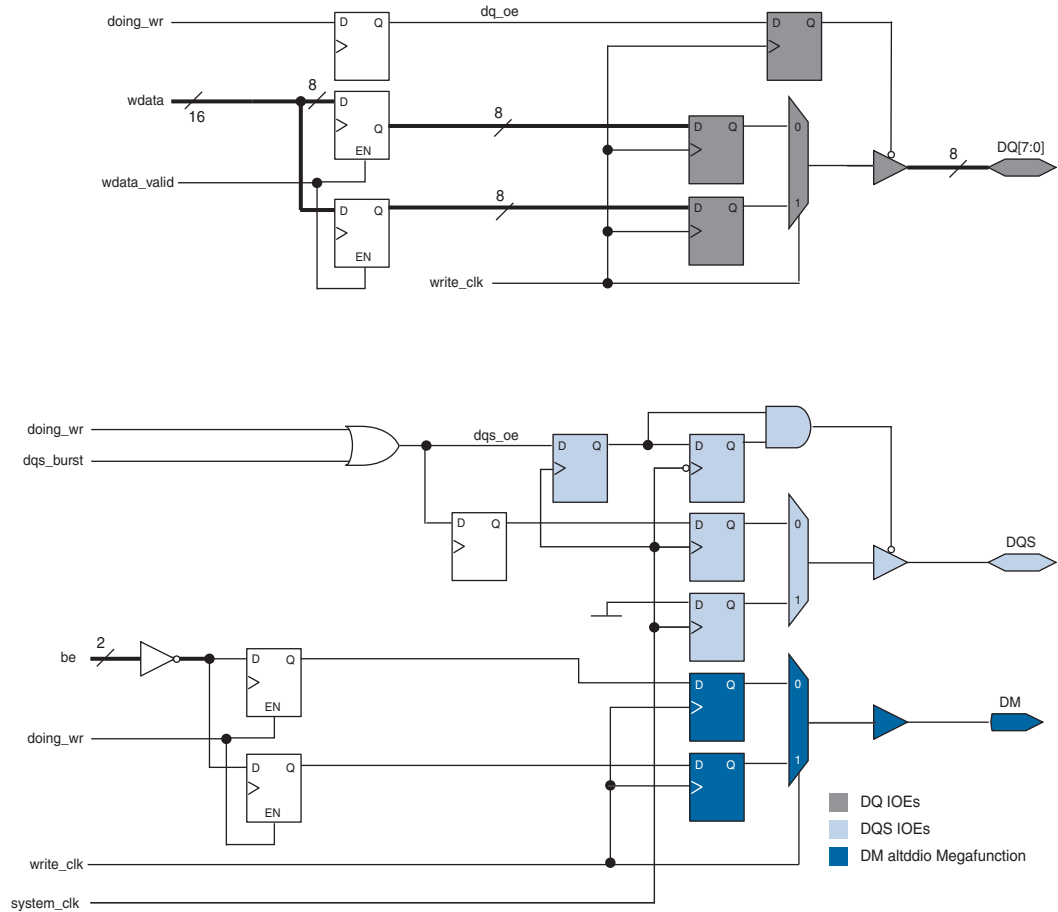 doing_wr
D Q
dq_oe
D Q
wdata
16
8
D
Q
EN
8
D Q
0
8
DQ[7:0]
wdata_valid
D Q
EN
8
D Q
1
write_clk
doing_wr
dqs_burst
dqs_oe
D Q
D Q
D Q
D Q
0
DQS
D Q
1
be
2
D Q
EN
D Q
0
DM
doing_wr
D Q
EN
D Q
1
DQ IOEs
DQS IOEs
DM altddio Megafunction
write_clk
system_clk